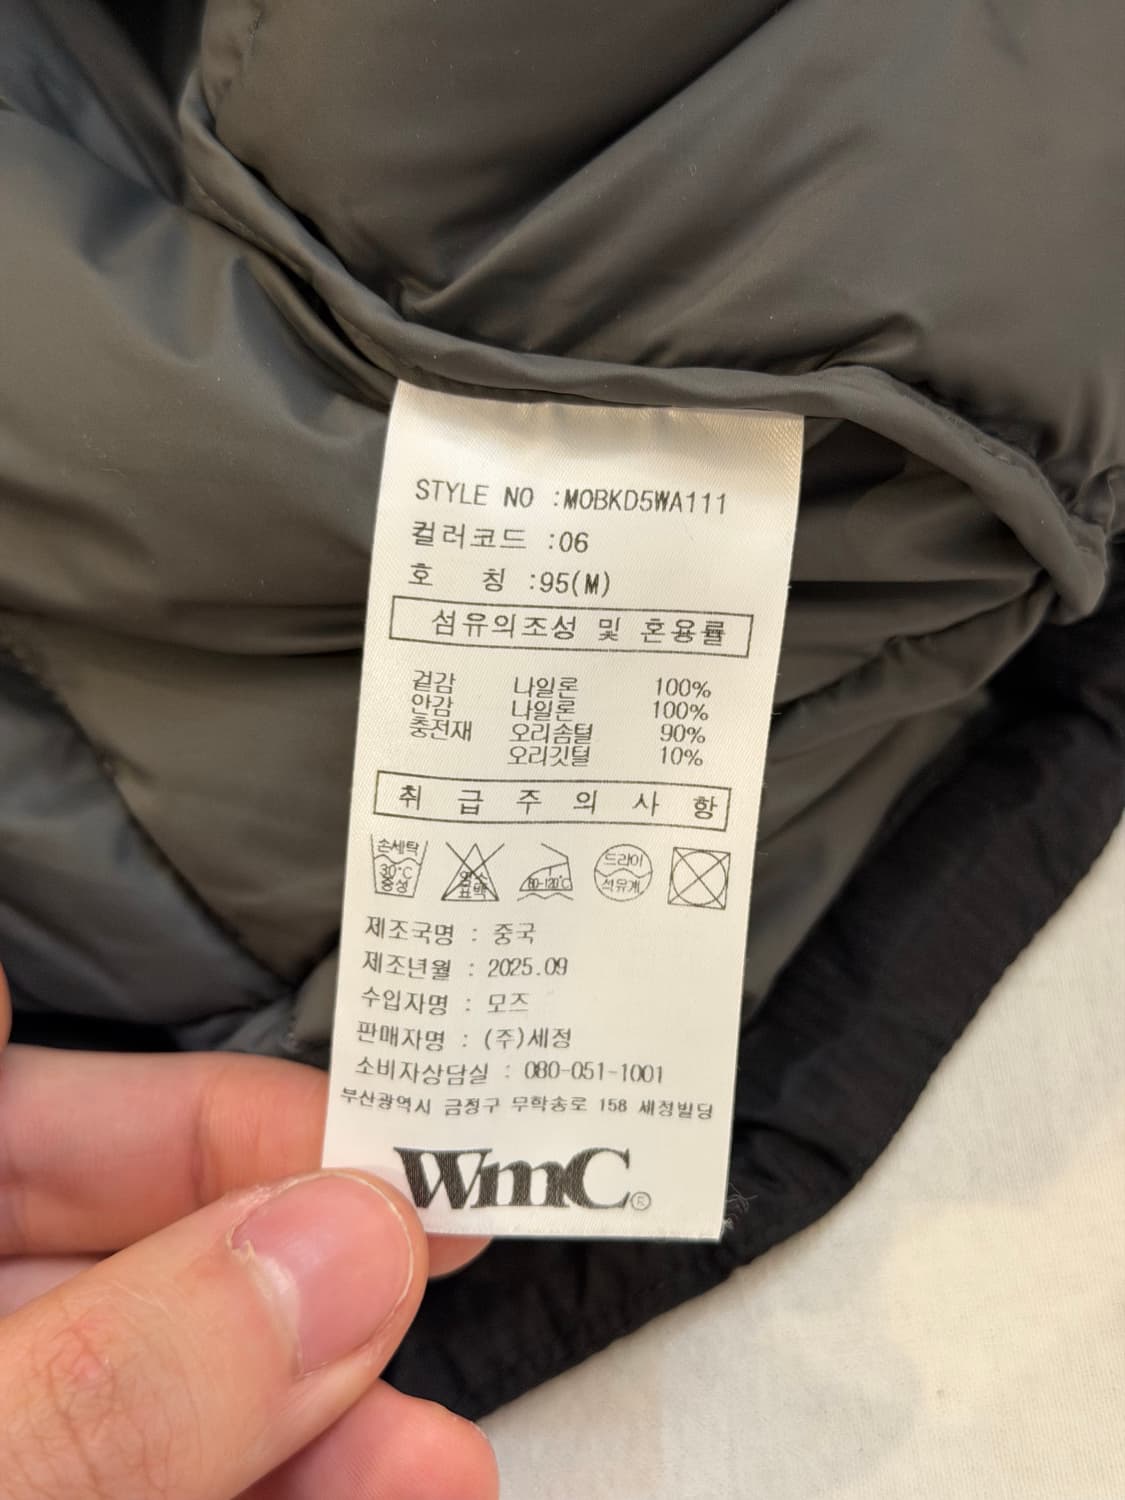 STYLE NO :MOBKD5WA111
컬러코드 :06
호 칭 :95(M)
섬유의조성 및 혼용률
겉감 나일론 100%
안감 나일론 100%
충전재 오리솜털 90%
오리깃털 10%
취 급 주 의 사 항
손세탁 30°C 중성
염소 표백
80-120°C
드라이 석유계
제조국명 : 중국
제조년월 : 2025.09
수입자명 : 모즈
판매자명 : (주)세정
소비자상담실 : 080-051-1001
부산광역시 금정구 무학송로 158 세정빌딩
WmC®